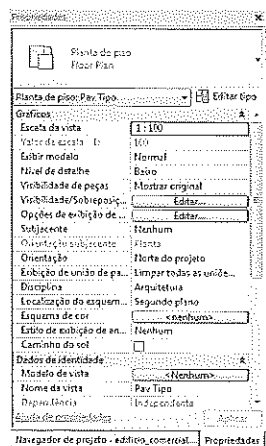 Propriedades
Planta de piso
Floor Plan
Planta de piso: Pav Tipo Editar tipo
Gráficos
Escala da vista 1 : 100
Valor da escala 1: 100
Exibir modelo Normal
Nível de detalhe Baixo
Visibilidade de peças Mostrar original
Visibilidade/Sobreposiç... Editar...
Opções de exibição de ... Editar...
Subjacente Nenhum
Orientação subjacente Planta
Orientação Norte do projeto
Exibição de união de pa... Limpar todas as uniõe...
Disciplina Arquitetura
Localização do esquem... Segundo plano
Esquema de cor <nenhum>
Estilo de exibição de an... Nenhum
Caminho do sol
Dados de identidade
Modelo de vista <Nenhum>
Nome da vista Pav Tipo
Dependência Independente
Ajuda de propriedades Aplicar
Navegador de projeto - edifício_comercial... Propriedades